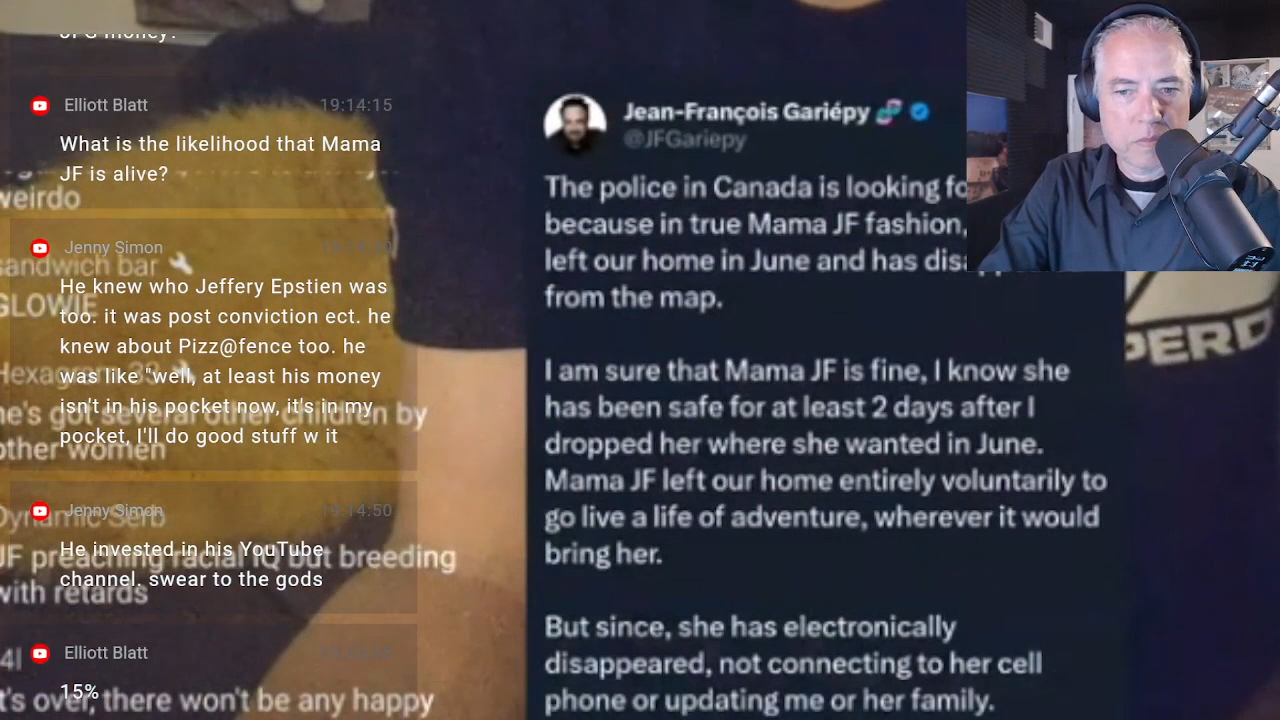 JFG money?
Elliott Blatt 19:14:15
What is the likelihood that Mama
JF is alive?
weirdo
Jenny Simon
sandwich bar
GLOWIE
He knew who Jeffery Epstien was
too. it was post conviction ect. he
knew about Pizz@fence too. he
was like "well, at least his money
isn't in his pocket now, it's in my
pocket, I'll do good stuff w it
he's got several other children by
other women
Jenny Simon 19:14:50
Dynamic Serb
He invested in his YouTube
channel. swear to the gods
JF preaching racial IQ but breeding
with retards
Elliott Blatt
15%
it's over, there won't be any happy
Jean-François Gariépy
@JFGariepy
The police in Canada is looking
because in true Mama JF fashion,
left our home in June and has
from the map.
I am sure that Mama JF is fine, I know she
has been safe for at least 2 days after I
dropped her where she wanted in June.
Mama JF left our home entirely voluntarily to
go live a life of adventure, wherever it would
bring her.
But since, she has electronically
disappeared, not connecting to her cell
phone or updating me or her family.
PERD